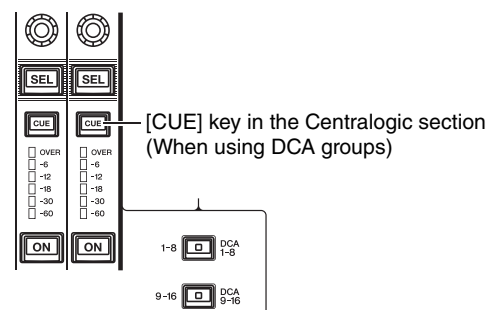 SEL SEL
CUE CUE
[CUE] key in the Centralogic section
(When using DCA groups)
OVER OVER
-6 -6
-12 -12
-18 -18
-30 -30
-60 -60
ON ON
1-8 DCA
1-8
9-16 DCA
9-16